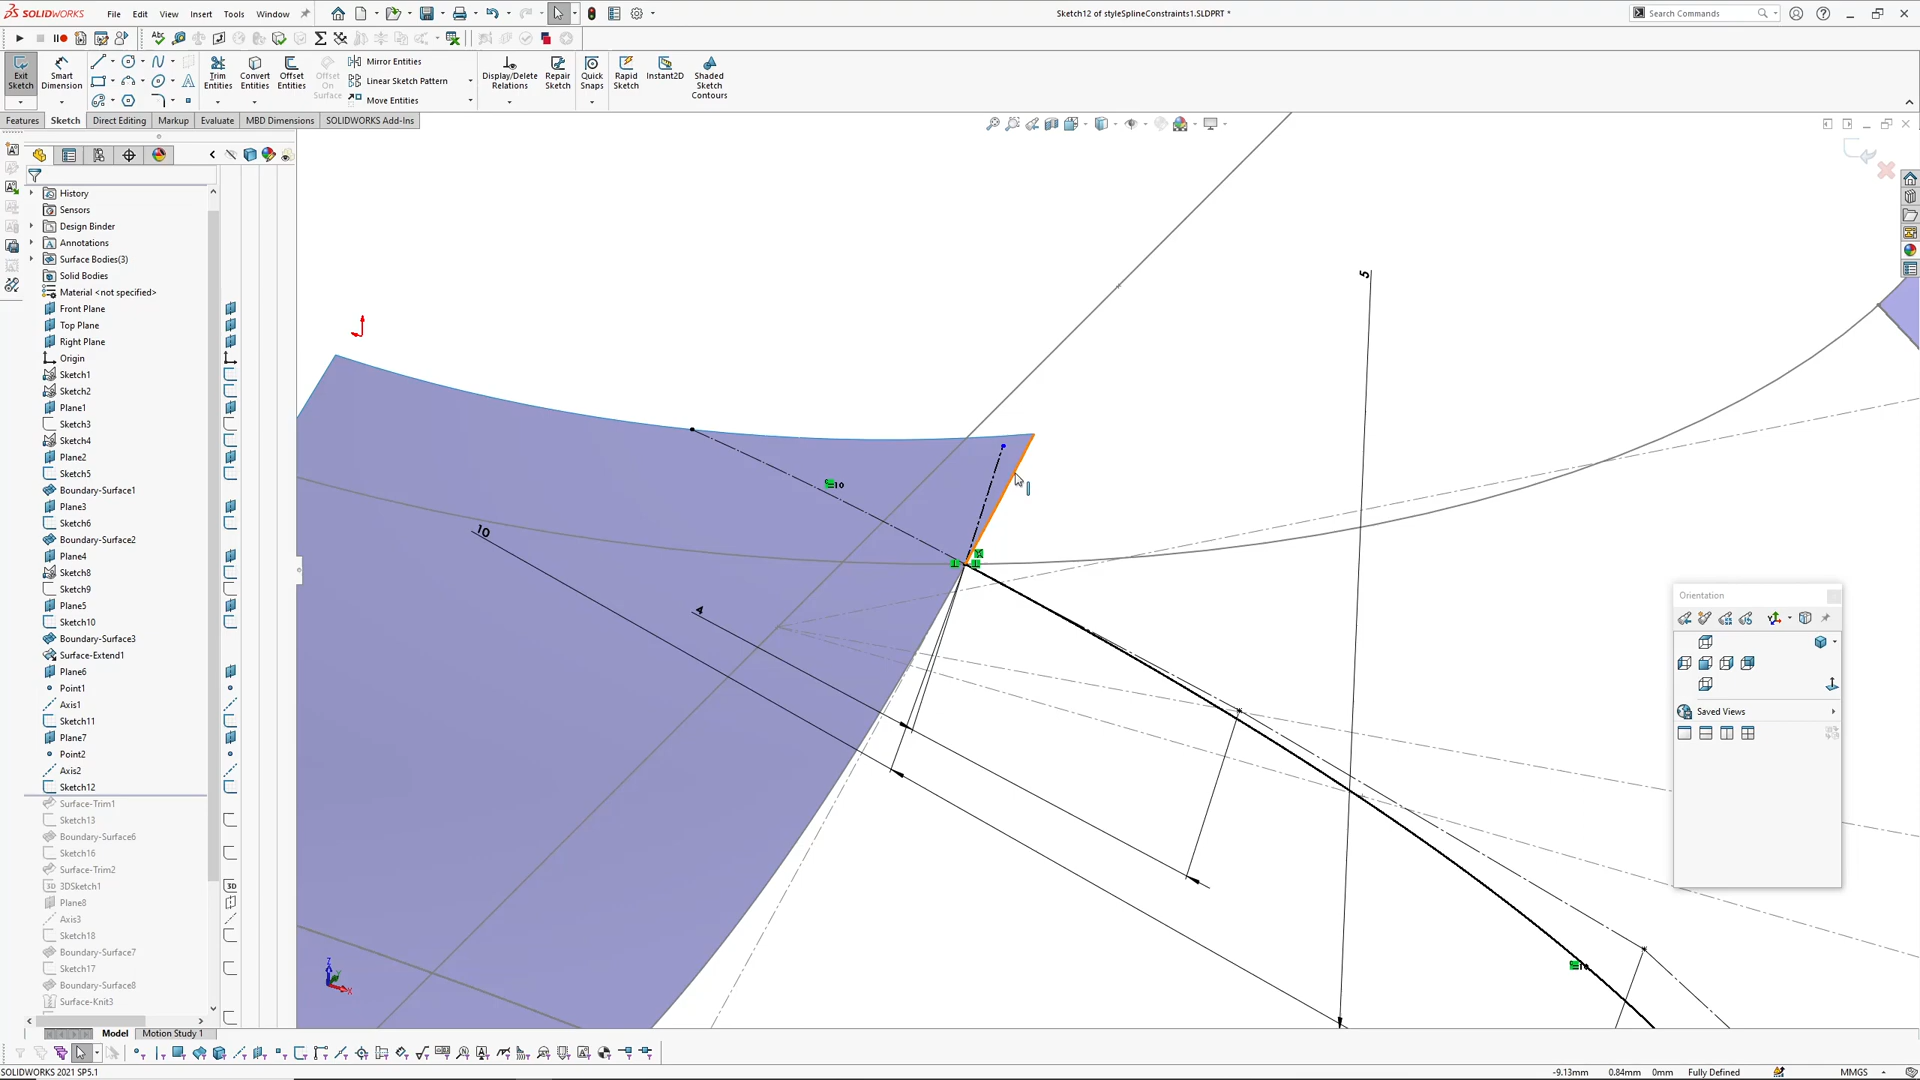 SOLIDWORKS
File
Edit
View
Insert
Tools
Window
Sketch12 of styleSplineConstraints1.SLDPRT *
Search Commands
Exit Sketch
Smart Dimension
Trim Entities
Convert Entities
Offset Entities
Offset On Surface
Mirror Entities
Linear Sketch Pattern
Move Entities
Display/Delete Relations
Repair Sketch
Quick Snaps
Rapid Sketch
Instant2D
Shaded Sketch Contours
Features
Sketch
Direct Editing
Markup
Evaluate
MBD Dimensions
SOLIDWORKS Add-Ins
History
Sensors
Design Binder
Annotations
Surface Bodies(3)
Solid Bodies
Material <not specified>
Front Plane
Top Plane
Right Plane
Origin
Sketch1
Sketch2
Plane1
Sketch3
Sketch4
Plane2
Sketch5
Boundary-Surface1
Plane3
Sketch6
Boundary-Surface2
Plane4
Sketch8
Sketch9
Plane5
Sketch10
Boundary-Surface3
Surface-Extend1
Plane6
Point1
Axis1
Sketch11
Plane7
Point2
Axis2
Sketch12
Surface-Trim1
Sketch13
Boundary-Surface6
Sketch16
Surface-Trim2
3DSketch1
3D
Plane8
Axis3
Sketch18
Boundary-Surface7
Sketch17
Boundary-Surface8
Surface-Knit3
5
10
10
4
Z
X
Orientation
Saved Views
Model
Motion Study 1
SOLIDWORKS 2021 SP5.1
-9.13mm
0.84mm
0mm
Fully Defined
MMGS